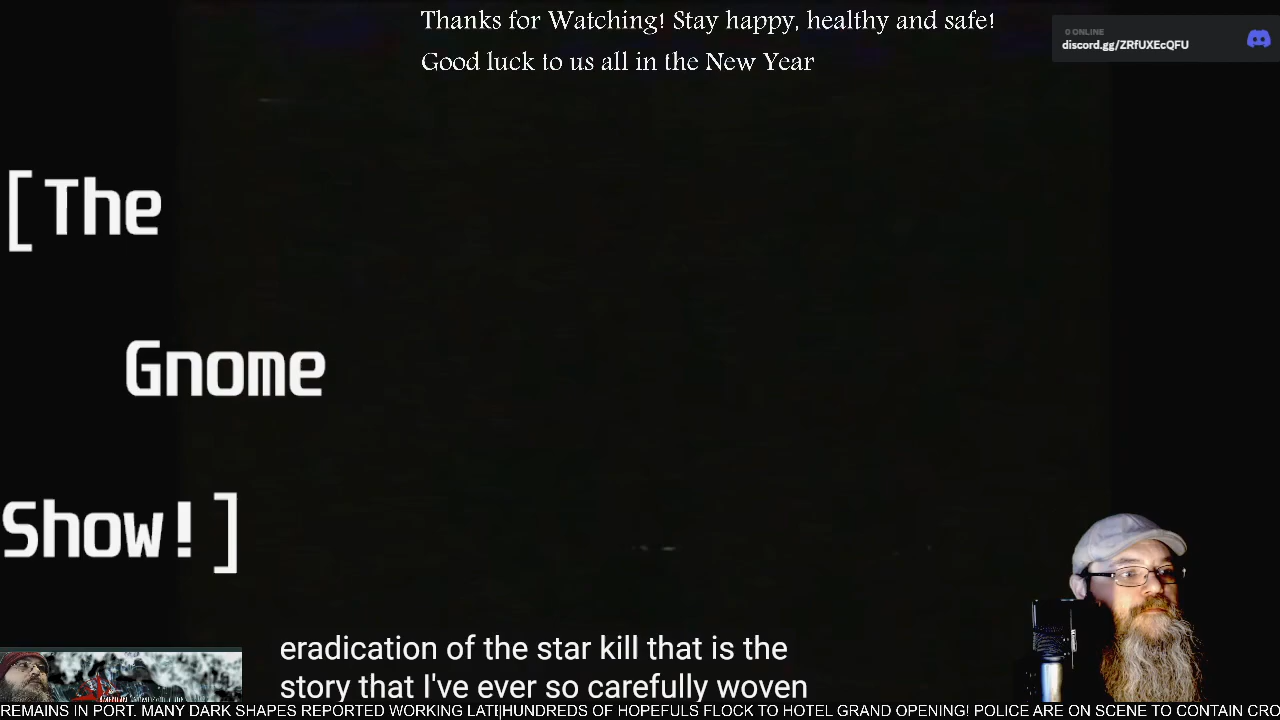 Thanks for Watching! Stay happy, healthy and safe!
Good luck to us all in the New Year
0 ONLINE
discord.gg/ZRfUXEcQFU
[The
Gnome
Show!]
eradication of the star kill that is the
story that I've ever so carefully woven
REMAINS IN PORT. MANY DARK SHAPES REPORTED WORKING LATE|HUNDREDS OF HOPEFULS FLOCK TO HOTEL GRAND OPENING! POLICE ARE ON SCENE TO CONTAIN CRO